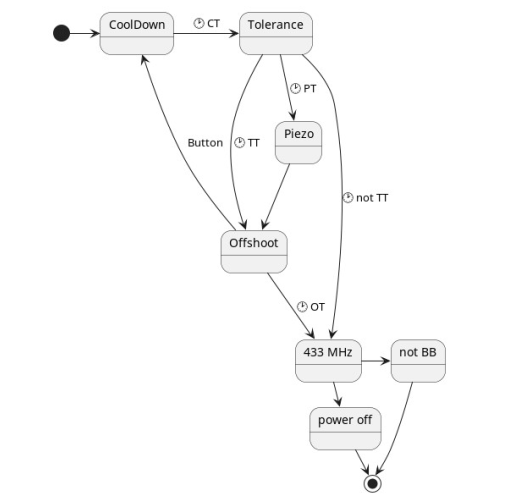 CoolDown
🕑 CT
Tolerance
🕑 PT
Piezo
Button
🕑 TT
🕑 not TT
Offshoot
🕑 OT
433 MHz
not BB
power off